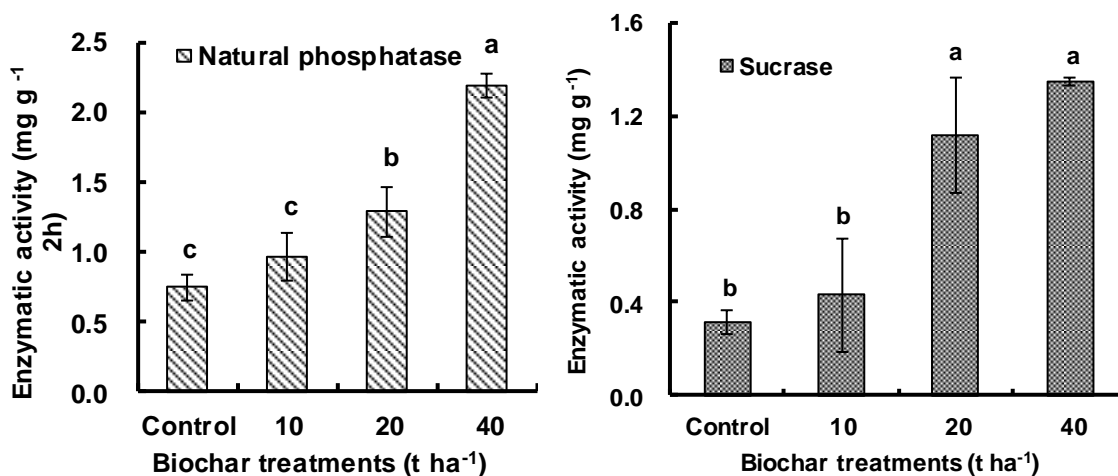 Enzymatic activity (mg g⁻¹
2h)
2.5
2.0
1.5
1.0
0.5
0.0
Natural phosphatase
c
c
b
a
Control 10 20 40
Biochar treatments (t ha⁻¹)
Enzymatic activity (mg g⁻¹)
1.6
1.2
0.8
0.4
0.0
Sucrase
b
b
a
a
Control 10 20 40
Biochar treatments (t ha⁻¹)